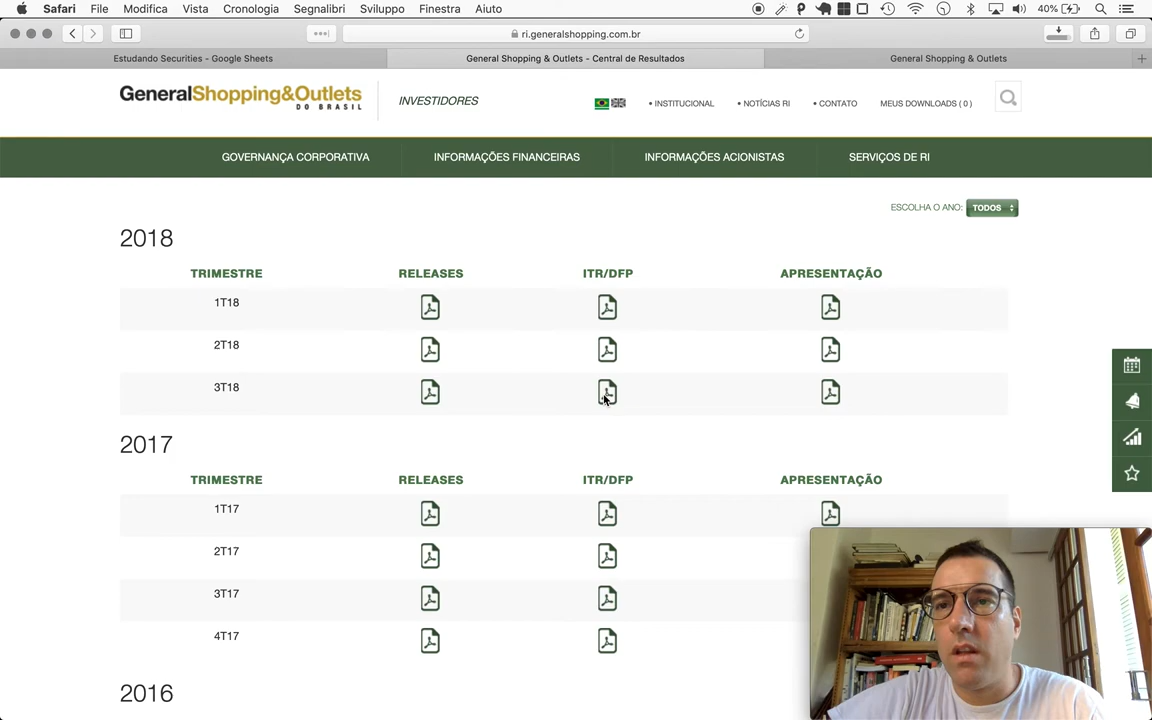 Safari File Modifica Vista Cronologia Segnalibri Sviluppo Finestra Aiuto 40%
ri.generalshopping.com.br
Estudando Securities - Google Sheets General Shopping & Outlets - Central de Resultados General Shopping & Outlets
GeneralShopping&Outlets
DO BRASIL
INVESTIDORES
• INSTITUCIONAL • NOTÍCIAS RI • CONTATO MEUS DOWNLOADS ( 0 )
GOVERNANÇA CORPORATIVA INFORMAÇÕES FINANCEIRAS INFORMAÇÕES ACIONISTAS SERVIÇOS DE RI
ESCOLHA O ANO: TODOS
2018
TRIMESTRE RELEASES ITR/DFP APRESENTAÇÃO
1T18
2T18
3T18
2017
TRIMESTRE RELEASES ITR/DFP APRESENTAÇÃO
1T17
2T17
3T17
4T17
2016